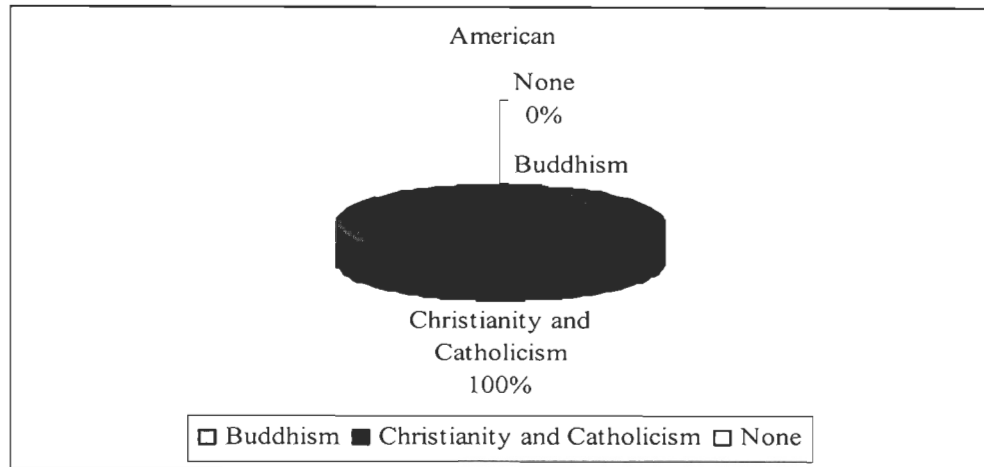 American
None
0%
Buddhism
Christianity and
Catholicism
100%
Buddhism Christianity and Catholicism None